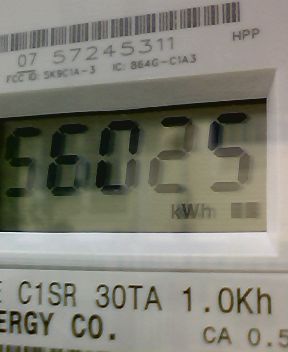 07 57245311
HPP
FCC ID: SK9C1A-3 IC: 864G-C1A3
56025
kWh
C1SR 30TA 1.0Kh
ERGY CO.
CA 0.5